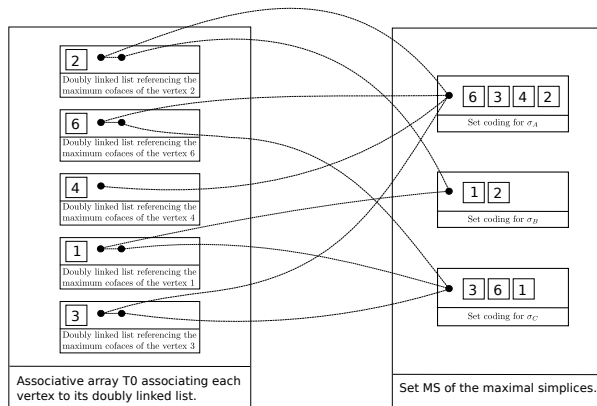 2
Doubly linked list referencing the
maximum cofaces of the vertex 2
6
Doubly linked list referencing the
maximum cofaces of the vertex 6
4
Doubly linked list referencing the
maximum cofaces of the vertex 4
1
Doubly linked list referencing the
maximum cofaces of the vertex 1
3
Doubly linked list referencing the
maximum cofaces of the vertex 3
Associative array T0 associating each
vertex to its doubly linked list.
6 3 4 2
Set coding for σ_A
1 2
Set coding for σ_B
3 6 1
Set coding for σ_C
Set MS of the maximal simplices.